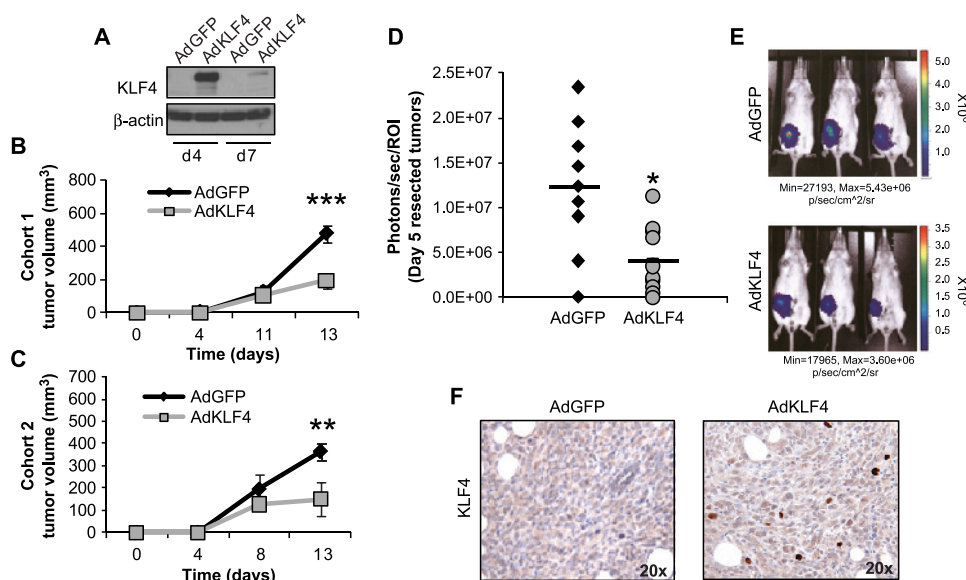 A
AdGFP
AdKLF4
AdGFP
AdKLF4
KLF4
β-actin
d4
d7
B
Cohort 1
tumor volume (mm³)
800
600
400
200
0
AdGFP
AdKLF4
***
0
4
11
13
Time (days)
C
Cohort 2
tumor volume (mm³)
700
600
500
400
300
200
100
0
AdGFP
AdKLF4
**
0
4
8
13
Time (days)
D
Photons/sec/ROI
(Day 5 resected tumors)
2.5E+07
2.0E+07
1.5E+07
1.0E+07
5.0E+06
0.0E+00
*
AdGFP
AdKLF4
E
AdGFP
5.0
4.0
3.0
2.0
1.0
Min=27193, Max=5.43e+06
p/sec/cm^2/sr
AdKLF4
3.5
3.0
2.5
2.0
1.5
1.0
0.5
Min=17965, Max=3.60e+06
p/sec/cm^2/sr
F
AdGFP
AdKLF4
KLF4
20x
20x